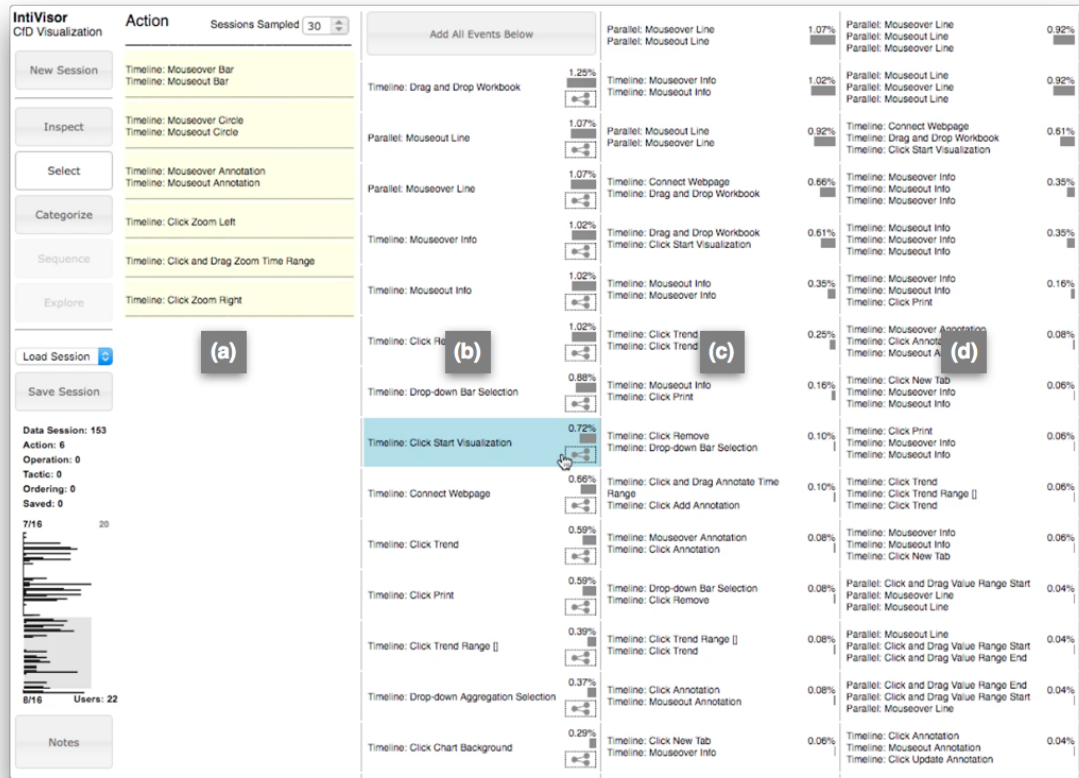 IntiVisor
CfD Visualization
New Session
Inspect
Select
Categorize
Sequence
Explore
Load Session
Save Session
Data Session: 153
Action: 6
Operation: 0
Tactic: 0
Ordering: 0
Saved: 0
7/16 20
8/16 Users: 22
Notes
Action
Sessions Sampled 30
Timeline: Mouseover Bar
Timeline: Mouseout Bar
Timeline: Mouseover Circle
Timeline: Mouseout Circle
Timeline: Mouseover Annotation
Timeline: Mouseout Annotation
Timeline: Click Zoom Left
Timeline: Click and Drag Zoom Time Range
Timeline: Click Zoom Right
(a)
Add All Events Below
1.25%
Timeline: Drag and Drop Workbook
1.07%
Parallel: Mouseout Line
1.07%
Parallel: Mouseover Line
1.02%
Timeline: Mouseover Info
1.02%
Timeline: Mouseout Info
1.02%
Timeline: Click
(b)
0.88%
Timeline: Drop-down Bar Selection
0.72%
Timeline: Click Start Visualization
0.66%
Timeline: Connect Webpage
0.59%
Timeline: Click Trend
0.59%
Timeline: Click Print
0.39%
Timeline: Click Trend Range []
0.37%
Timeline: Drop-down Aggregation Selection
0.29%
Timeline: Click Chart Background
Parallel: Mouseover Line 1.07%
Parallel: Mouseout Line
Timeline: Mouseover Info 1.02%
Timeline: Mouseout Info
Parallel: Mouseout Line 0.92%
Parallel: Mouseover Line
Timeline: Connect Webpage 0.66%
Timeline: Drag and Drop Workbook
Timeline: Drag and Drop Workbook 0.61%
Timeline: Click Start Visualization
Timeline: Mouseout Info 0.35%
Timeline: Mouseover Info
Timeline: Click Trend 0.25%
Timeline: Click Trend
(c)
Timeline: Mouseout Info 0.16%
Timeline: Click Print
Timeline: Click Remove 0.10%
Timeline: Drop-down Bar Selection
Timeline: Click and Drag Annotate Time 0.10%
Range
Timeline: Click Add Annotation
Timeline: Mouseover Annotation 0.08%
Timeline: Click Annotation
Timeline: Drop-down Bar Selection 0.08%
Timeline: Click Remove
Timeline: Click Trend Range [] 0.08%
Timeline: Click Trend
Timeline: Click Annotation 0.08%
Timeline: Mouseout Annotation
Timeline: Click New Tab 0.06%
Timeline: Mouseover Info
Parallel: Mouseover Line 0.92%
Parallel: Mouseout Line
Parallel: Mouseover Line
Parallel: Mouseout Line 0.92%
Parallel: Mouseover Line
Parallel: Mouseout Line
Timeline: Connect Webpage 0.61%
Timeline: Drag and Drop Workbook
Timeline: Click Start Visualization
Timeline: Mouseover Info 0.35%
Timeline: Mouseout Info
Timeline: Mouseover Info
Timeline: Mouseout Info 0.35%
Timeline: Mouseover Info
Timeline: Mouseout Info
Timeline: Mouseover Info 0.16%
Timeline: Mouseout Info
Timeline: Click Print
Timeline: Mouseover Annotation 0.08%
Timeline: Click
Timeline: Mouseout
(d)
Timeline: Click New Tab 0.06%
Timeline: Mouseover Info
Timeline: Mouseout Info
Timeline: Click Print 0.06%
Timeline: Mouseover Info
Timeline: Mouseout Info
Timeline: Click Trend 0.06%
Timeline: Click Trend Range []
Timeline: Click Trend
Timeline: Mouseover Info 0.06%
Timeline: Mouseout Info
Timeline: Click New Tab
Parallel: Click and Drag Value Range Start 0.04%
Parallel: Mouseover Line
Parallel: Mouseout Line
Parallel: Mouseout Line 0.04%
Parallel: Click and Drag Value Range Start
Parallel: Click and Drag Value Range End
Parallel: Click and Drag Value Range End 0.04%
Parallel: Click and Drag Value Range Start
Parallel: Mouseover Line
Timeline: Click Annotation 0.04%
Timeline: Mouseout Annotation
Timeline: Click Update Annotation